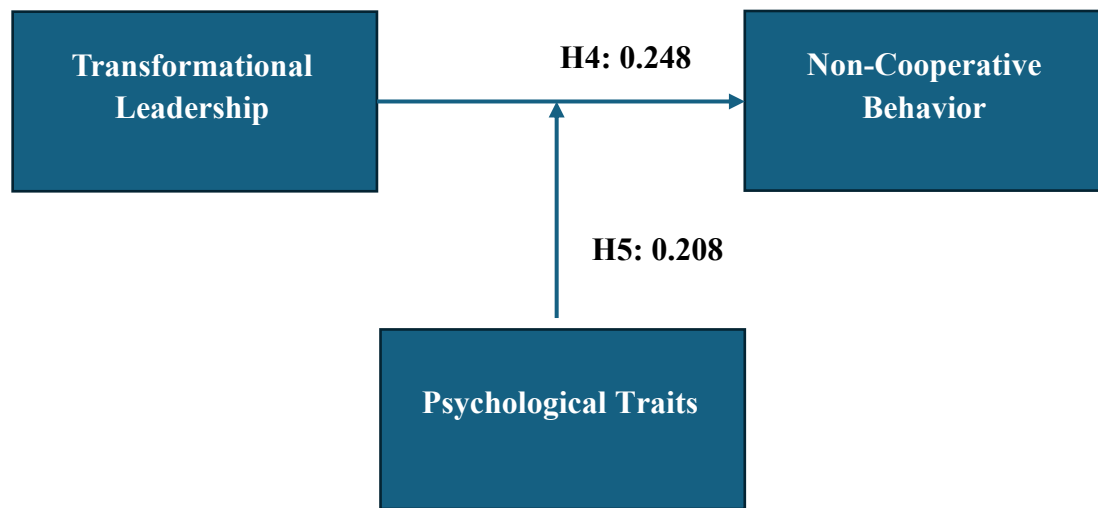 Transformational
Leadership
H4: 0.248
Non-Cooperative
Behavior
H5: 0.208
Psychological Traits